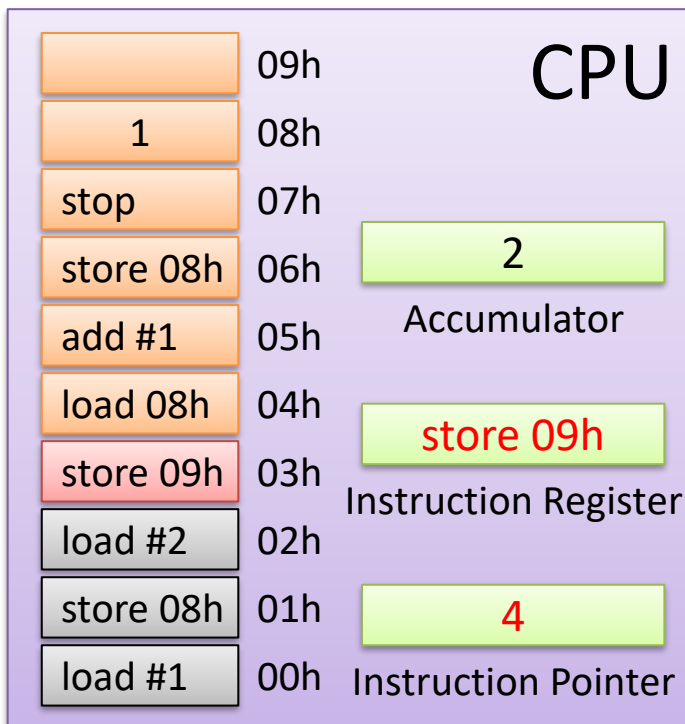 CPU
09h
1 08h
stop 07h
store 08h 06h
add #1 05h
load 08h 04h
store 09h 03h
load #2 02h
store 08h 01h
load #1 00h
2
Accumulator
store 09h
Instruction Register
4
Instruction Pointer